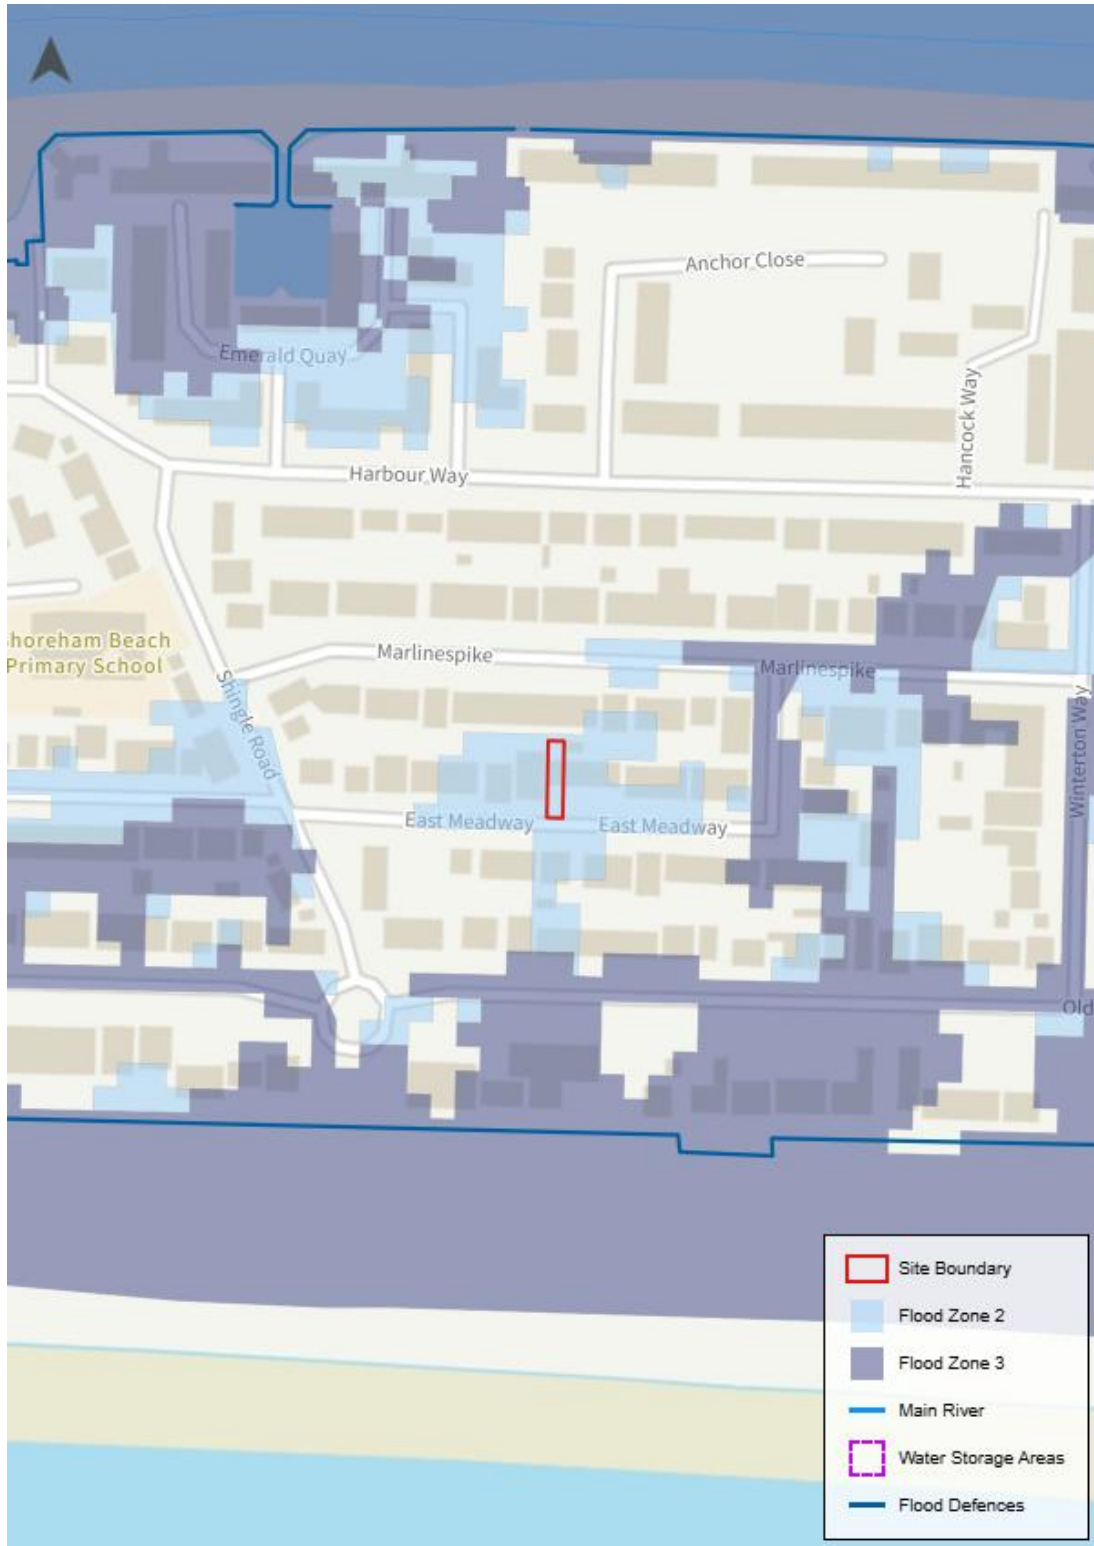 Anchor Close
Emerald Quay
Hancock Way
Harbour Way
Shoreham Beach
Primary School
Marlinespike
Marlinespike
Shingle Road
Winterton Way
East Meadway
East Meadway
Old
Site Boundary
Flood Zone 2
Flood Zone 3
Main River
Water Storage Areas
Flood Defences